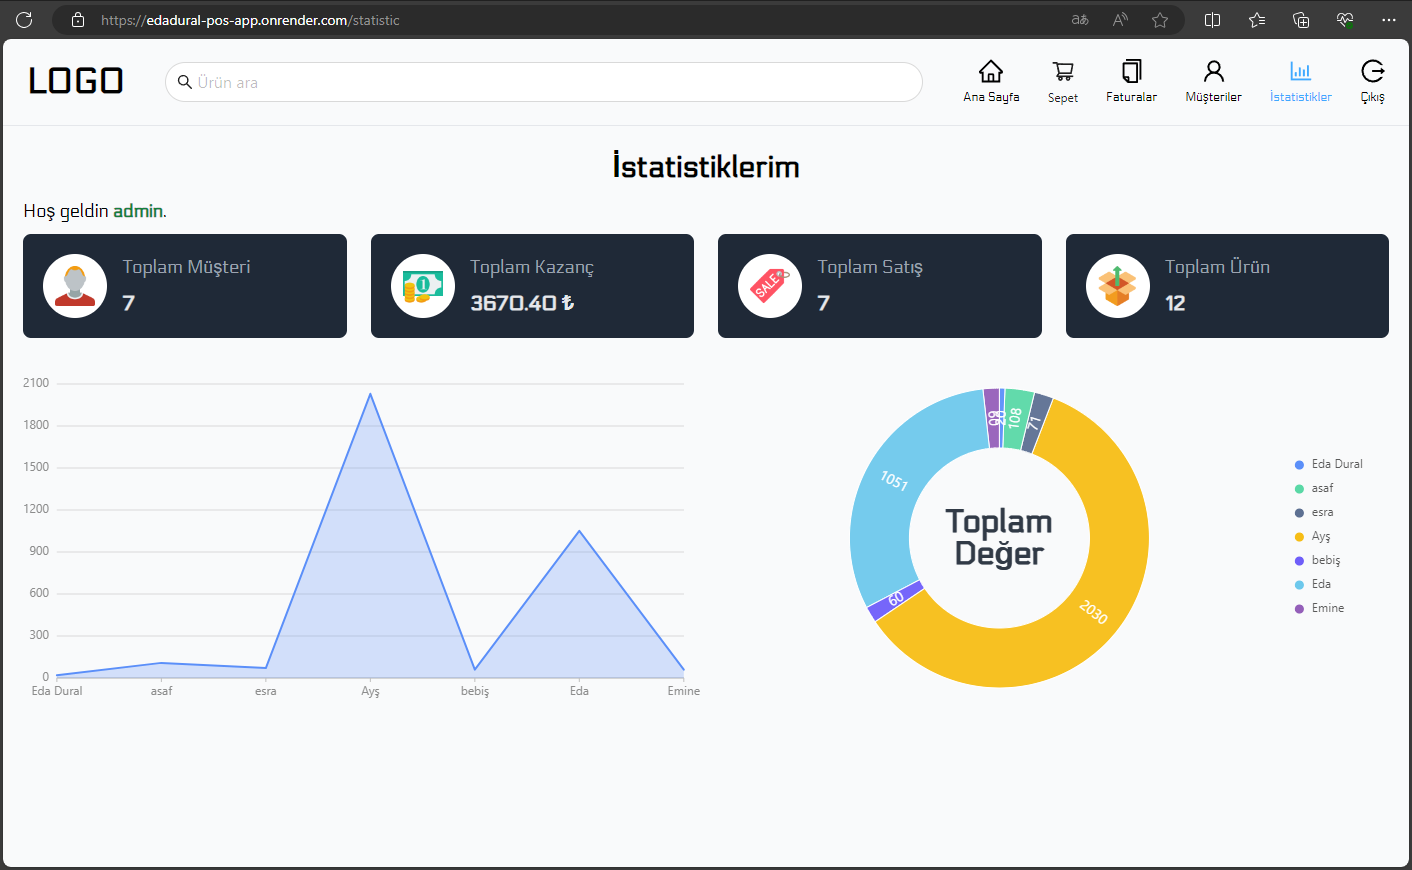 https://edadural-pos-app.onrender.com/statistic
LOGO
Ürün ara
Ana Sayfa
Sepet
Faturalar
Müşteriler
İstatistikler
Çıkış
İstatistiklerim
Hoş geldin admin.
Toplam Müşteri
7
Toplam Kazanç
3670.40 ₺
Toplam Satış
7
SALE
Toplam Ürün
12
2100
1800
1500
1200
900
600
300
0
Eda Dural
asaf
esra
Ayş
bebiş
Eda
Emine
108
71
1051
60
2030
Toplam
Değer
Eda Dural
asaf
esra
Ayş
bebiş
Eda
Emine